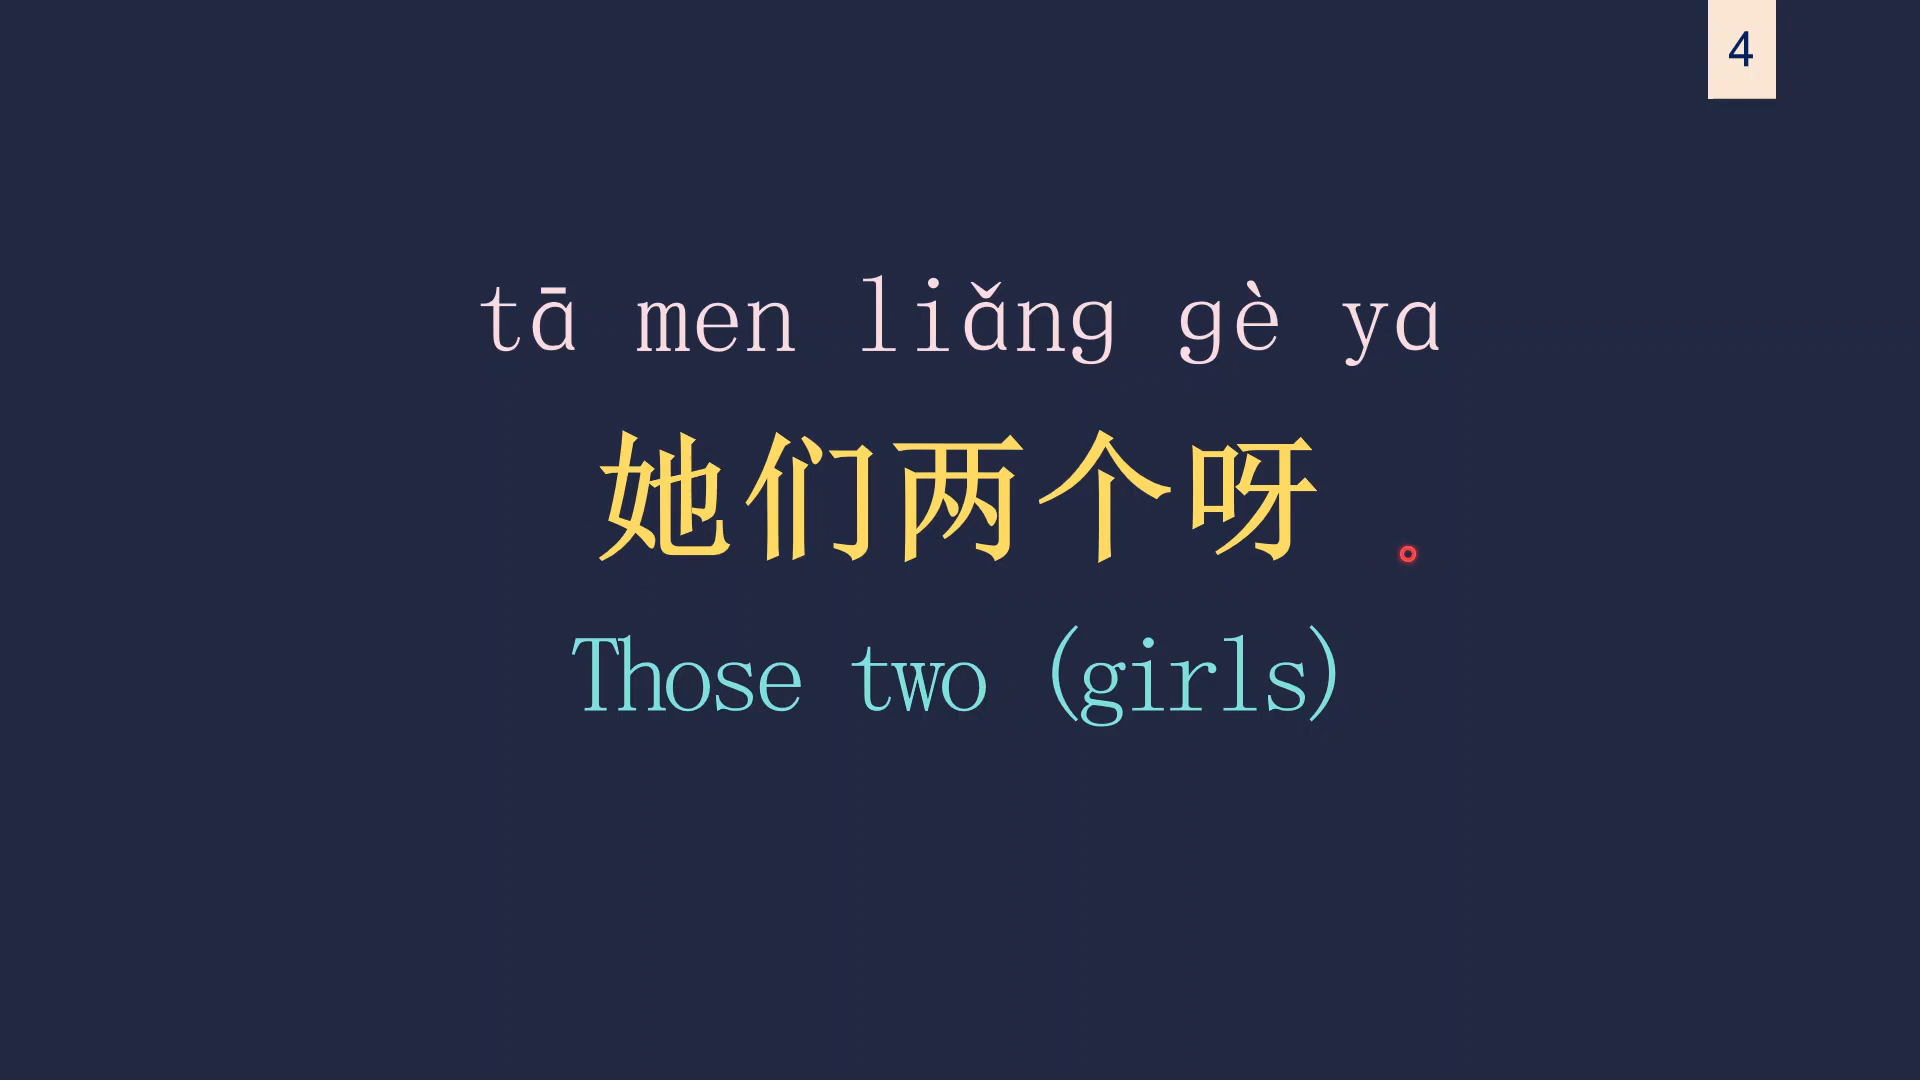 4
tā men liǎng gè ya
她们两个呀
Those two (girls)